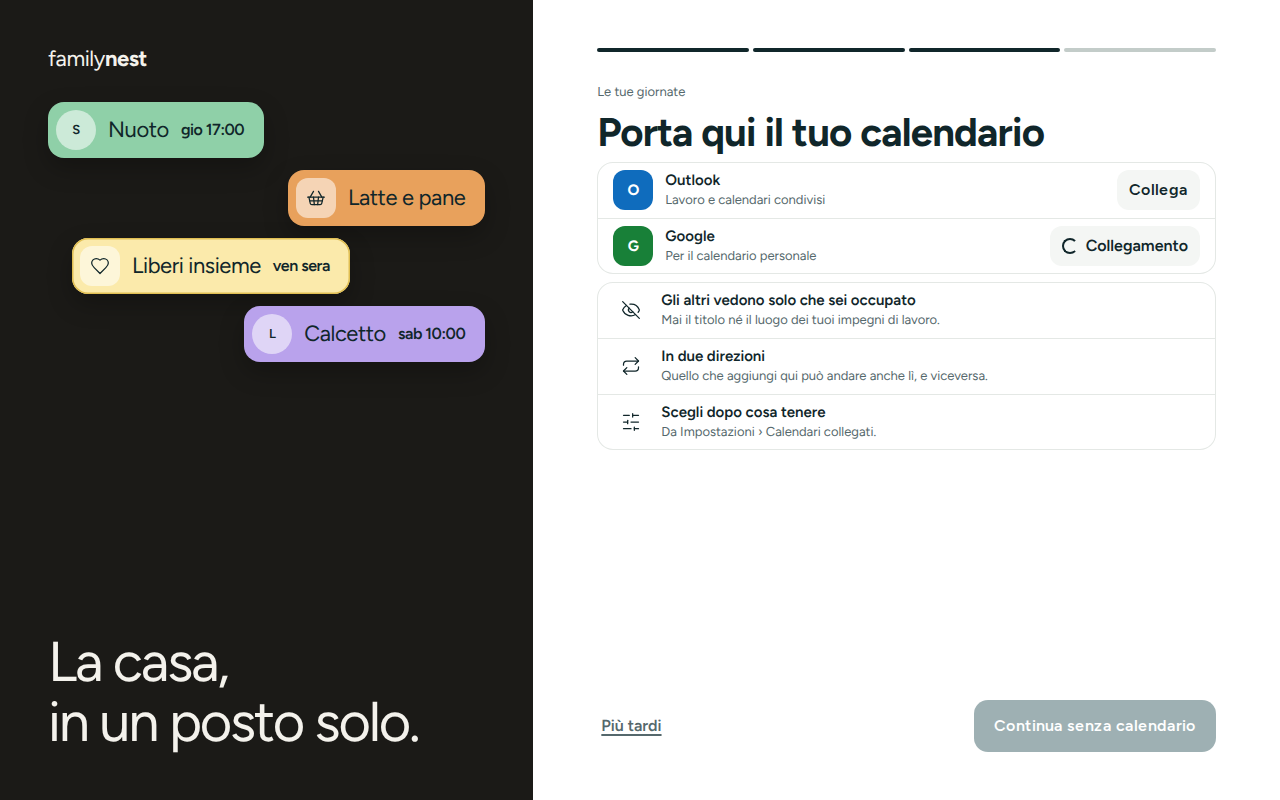 familynest
S Nuoto gio 17:00
Latte e pane
Liberi insieme ven sera
L Calcetto sab 10:00
La casa,
in un posto solo.
Le tue giornate
Porta qui il tuo calendario
O Outlook
Lavoro e calendari condivisi
Collega
G Google
Per il calendario personale
Collegamento
Gli altri vedono solo che sei occupato
Mai il titolo né il luogo dei tuoi impegni di lavoro.
In due direzioni
Quello che aggiungi qui può andare anche lì, e viceversa.
Scegli dopo cosa tenere
Da Impostazioni › Calendari collegati.
Più tardi
Continua senza calendario